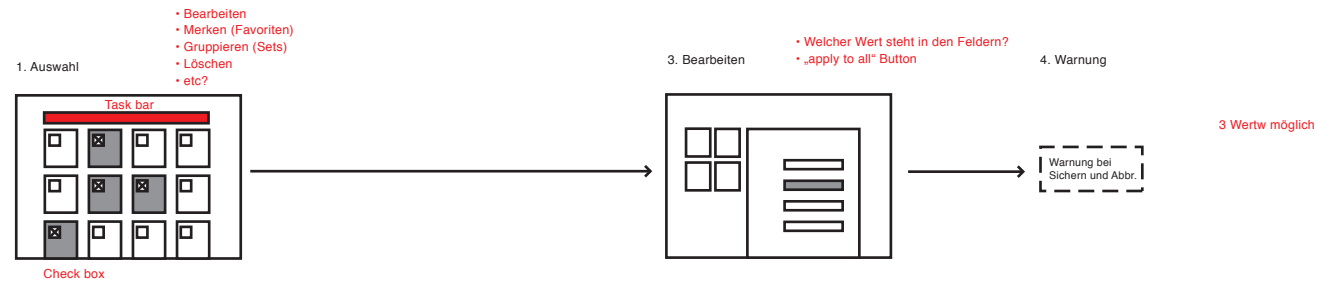 • Bearbeiten
• Merken (Favoriten)
• Gruppieren (Sets)
• Löschen
• etc?
1. Auswahl
Task bar
Check box
• Welcher Wert steht in den Feldern?
• „apply to all“ Button
3. Bearbeiten
4. Warnung
Warnung bei
Sichern und Abbr.
3 Wertw möglich